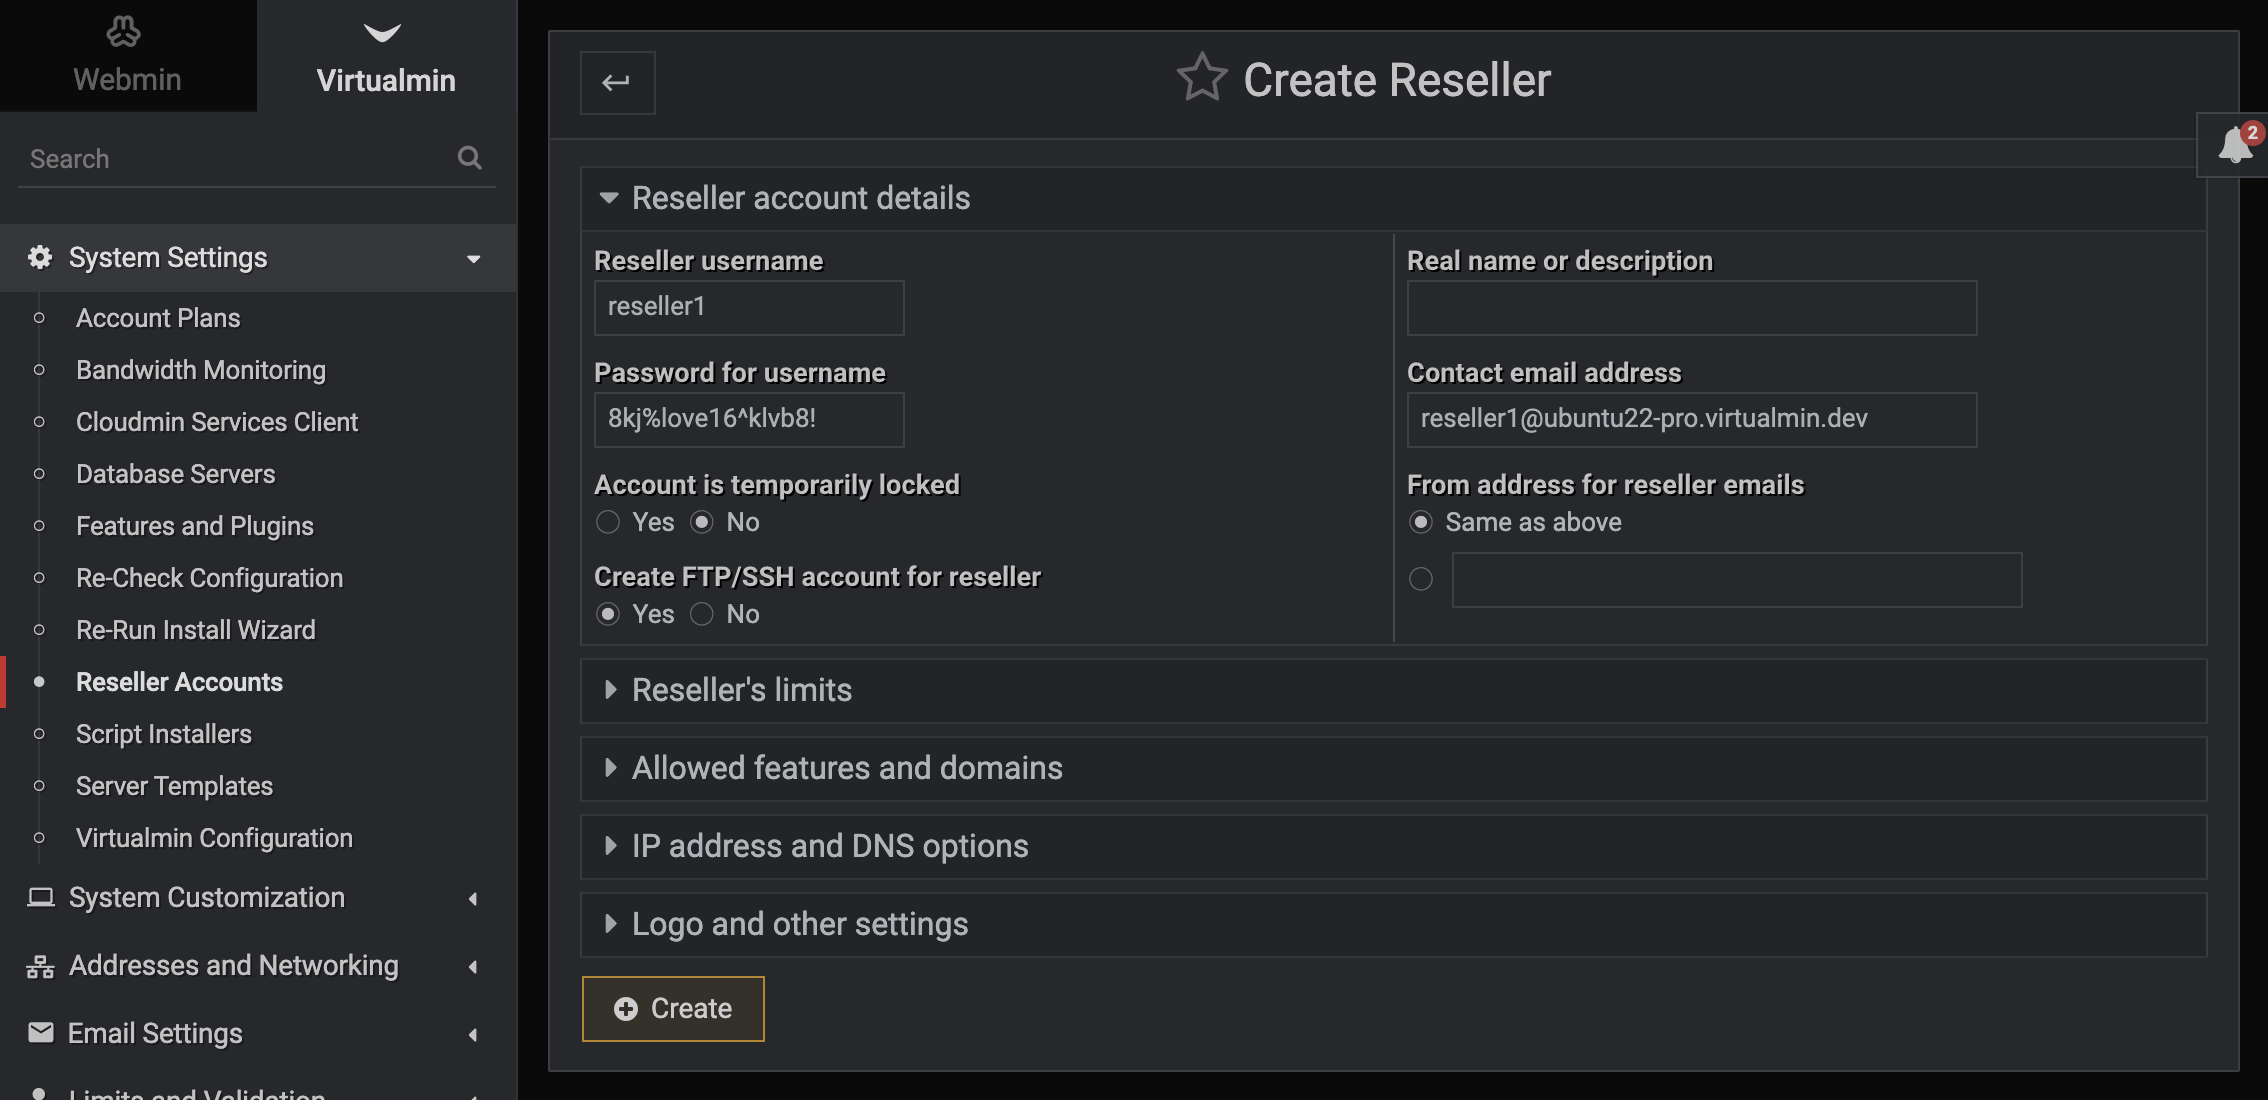 Webmin
Virtualmin
Search
System Settings
Account Plans
Bandwidth Monitoring
Cloudmin Services Client
Database Servers
Features and Plugins
Re-Check Configuration
Re-Run Install Wizard
Reseller Accounts
Script Installers
Server Templates
Virtualmin Configuration
System Customization
Addresses and Networking
Email Settings
Limits and Validation
Create Reseller
2
Reseller account details
Reseller username
reseller1
Password for username
8kj%love16^klvb8!
Account is temporarily locked
Yes No
Create FTP/SSH account for reseller
Yes No
Real name or description
Contact email address
reseller1@ubuntu22-pro.virtualmin.dev
From address for reseller emails
Same as above
Reseller's limits
Allowed features and domains
IP address and DNS options
Logo and other settings
Create